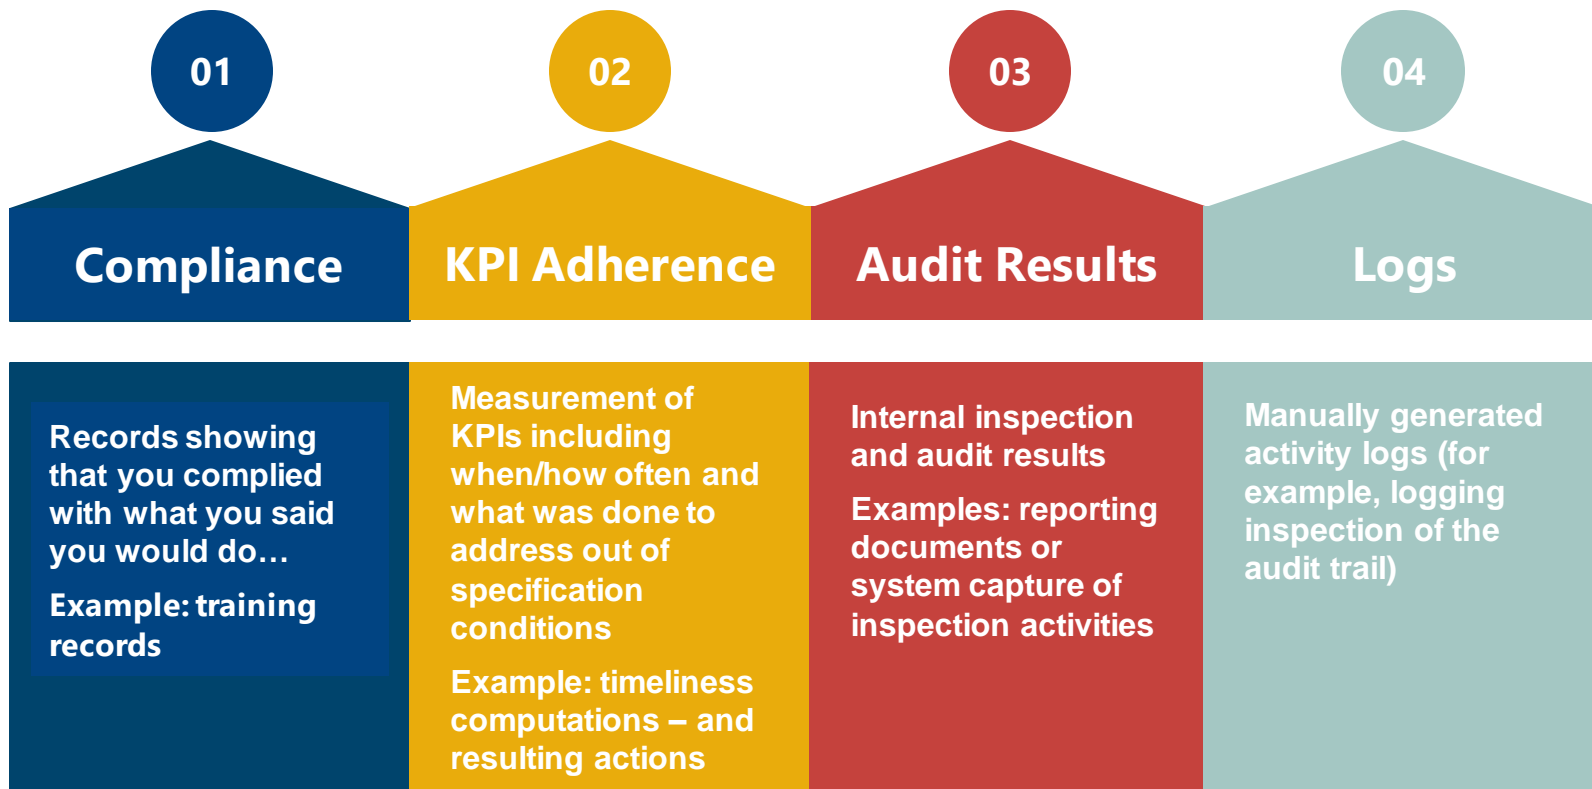 01
Compliance
Records showing
that you complied
with what you said
you would do...
Example: training
records
02
KPI Adherence
Measurement of
KPIs including
when/how often and
what was done to
address out of
specification
conditions
Example: timeliness
computations – and
resulting actions
03
Audit Results
Internal inspection
and audit results
Examples: reporting
documents or
system capture of
inspection activities
04
Logs
Manually generated
activity logs (for
example, logging
inspection of the
audit trail)